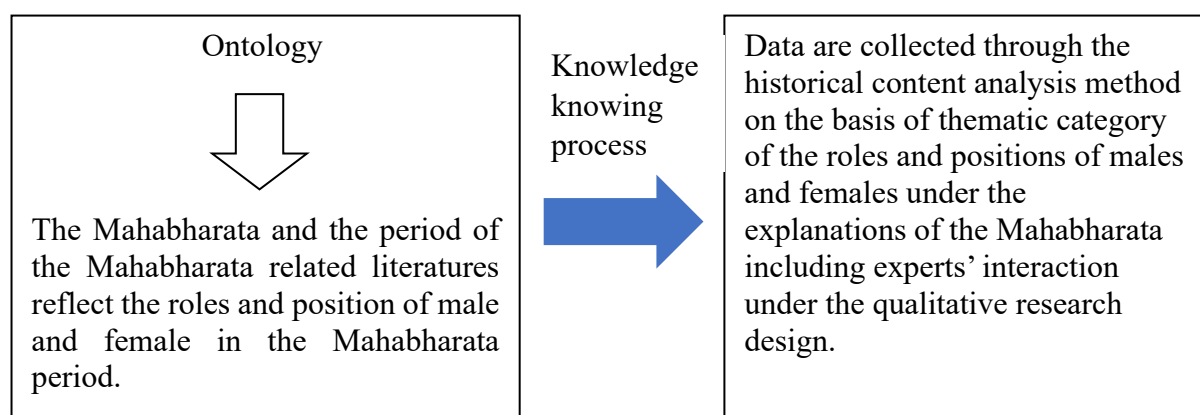 Ontology
The Mahabharata and the period of
the Mahabharata related literatures
reflect the roles and position of male
and female in the Mahabharata
period.
Knowledge
knowing
process
Data are collected through the
historical content analysis method
on the basis of thematic category
of the roles and positions of males
and females under the
explanations of the Mahabharata
including experts’ interaction
under the qualitative research
design.